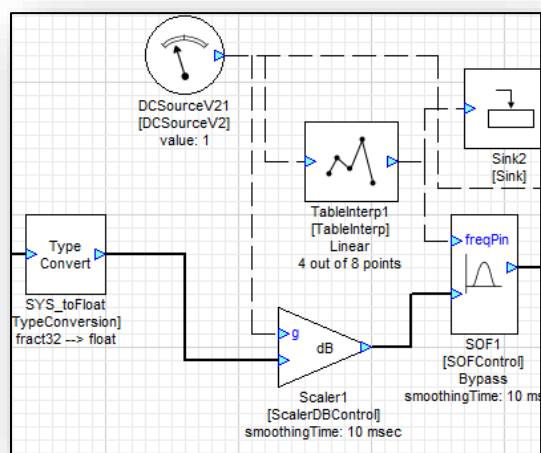 DCSourceV21
[DCSourceV2]
value: 1
TableInterp1
[TableInterp]
Linear
4 out of 8 points
Sink2
[Sink]
Type
Convert
SYS_toFloat
[TypeConversion]
fract32 --> float
g
dB
Scaler1
[ScalerDBControl]
smoothingTime: 10 msec
freqPin
SOF1
[SOFControl]
Bypass
smoothingTime: 10 ms